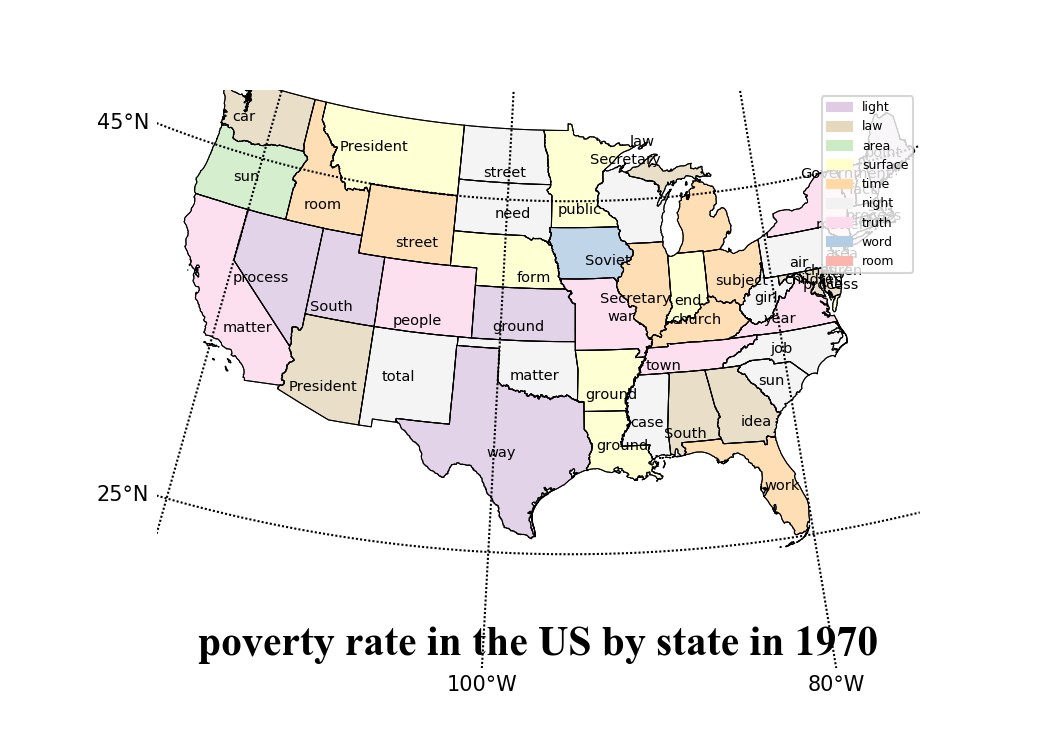 light
law
area
surface
time
night
truth
word
room
45°N
car
President
law
Secretary
street
sun
room
need
public
street
Soviet
process
form
air
children
subject
process
South
ground
Secretary
end
girl
matter
people
war
church
year
job
town
President
total
matter
sun
ground
case
South
idea
way
ground
work
25°N
poverty rate in the US by state in 1970
100°W
80°W